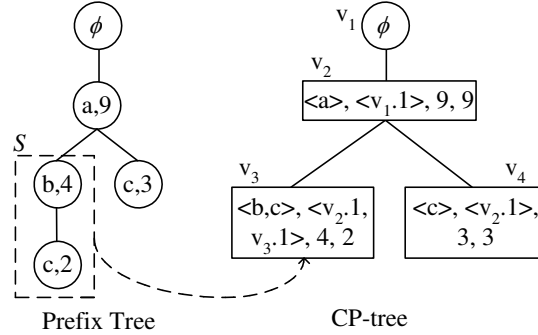 ϕ
a,9
S
b,4
c,3
c,2
Prefix Tree
v₁
ϕ
v₂
<a>, <v₁.1>, 9, 9
v₃
<b,c>, <v₂.1,
v₃.1>, 4, 2
v₄
<c>, <v₂.1>,
3, 3
CP-tree